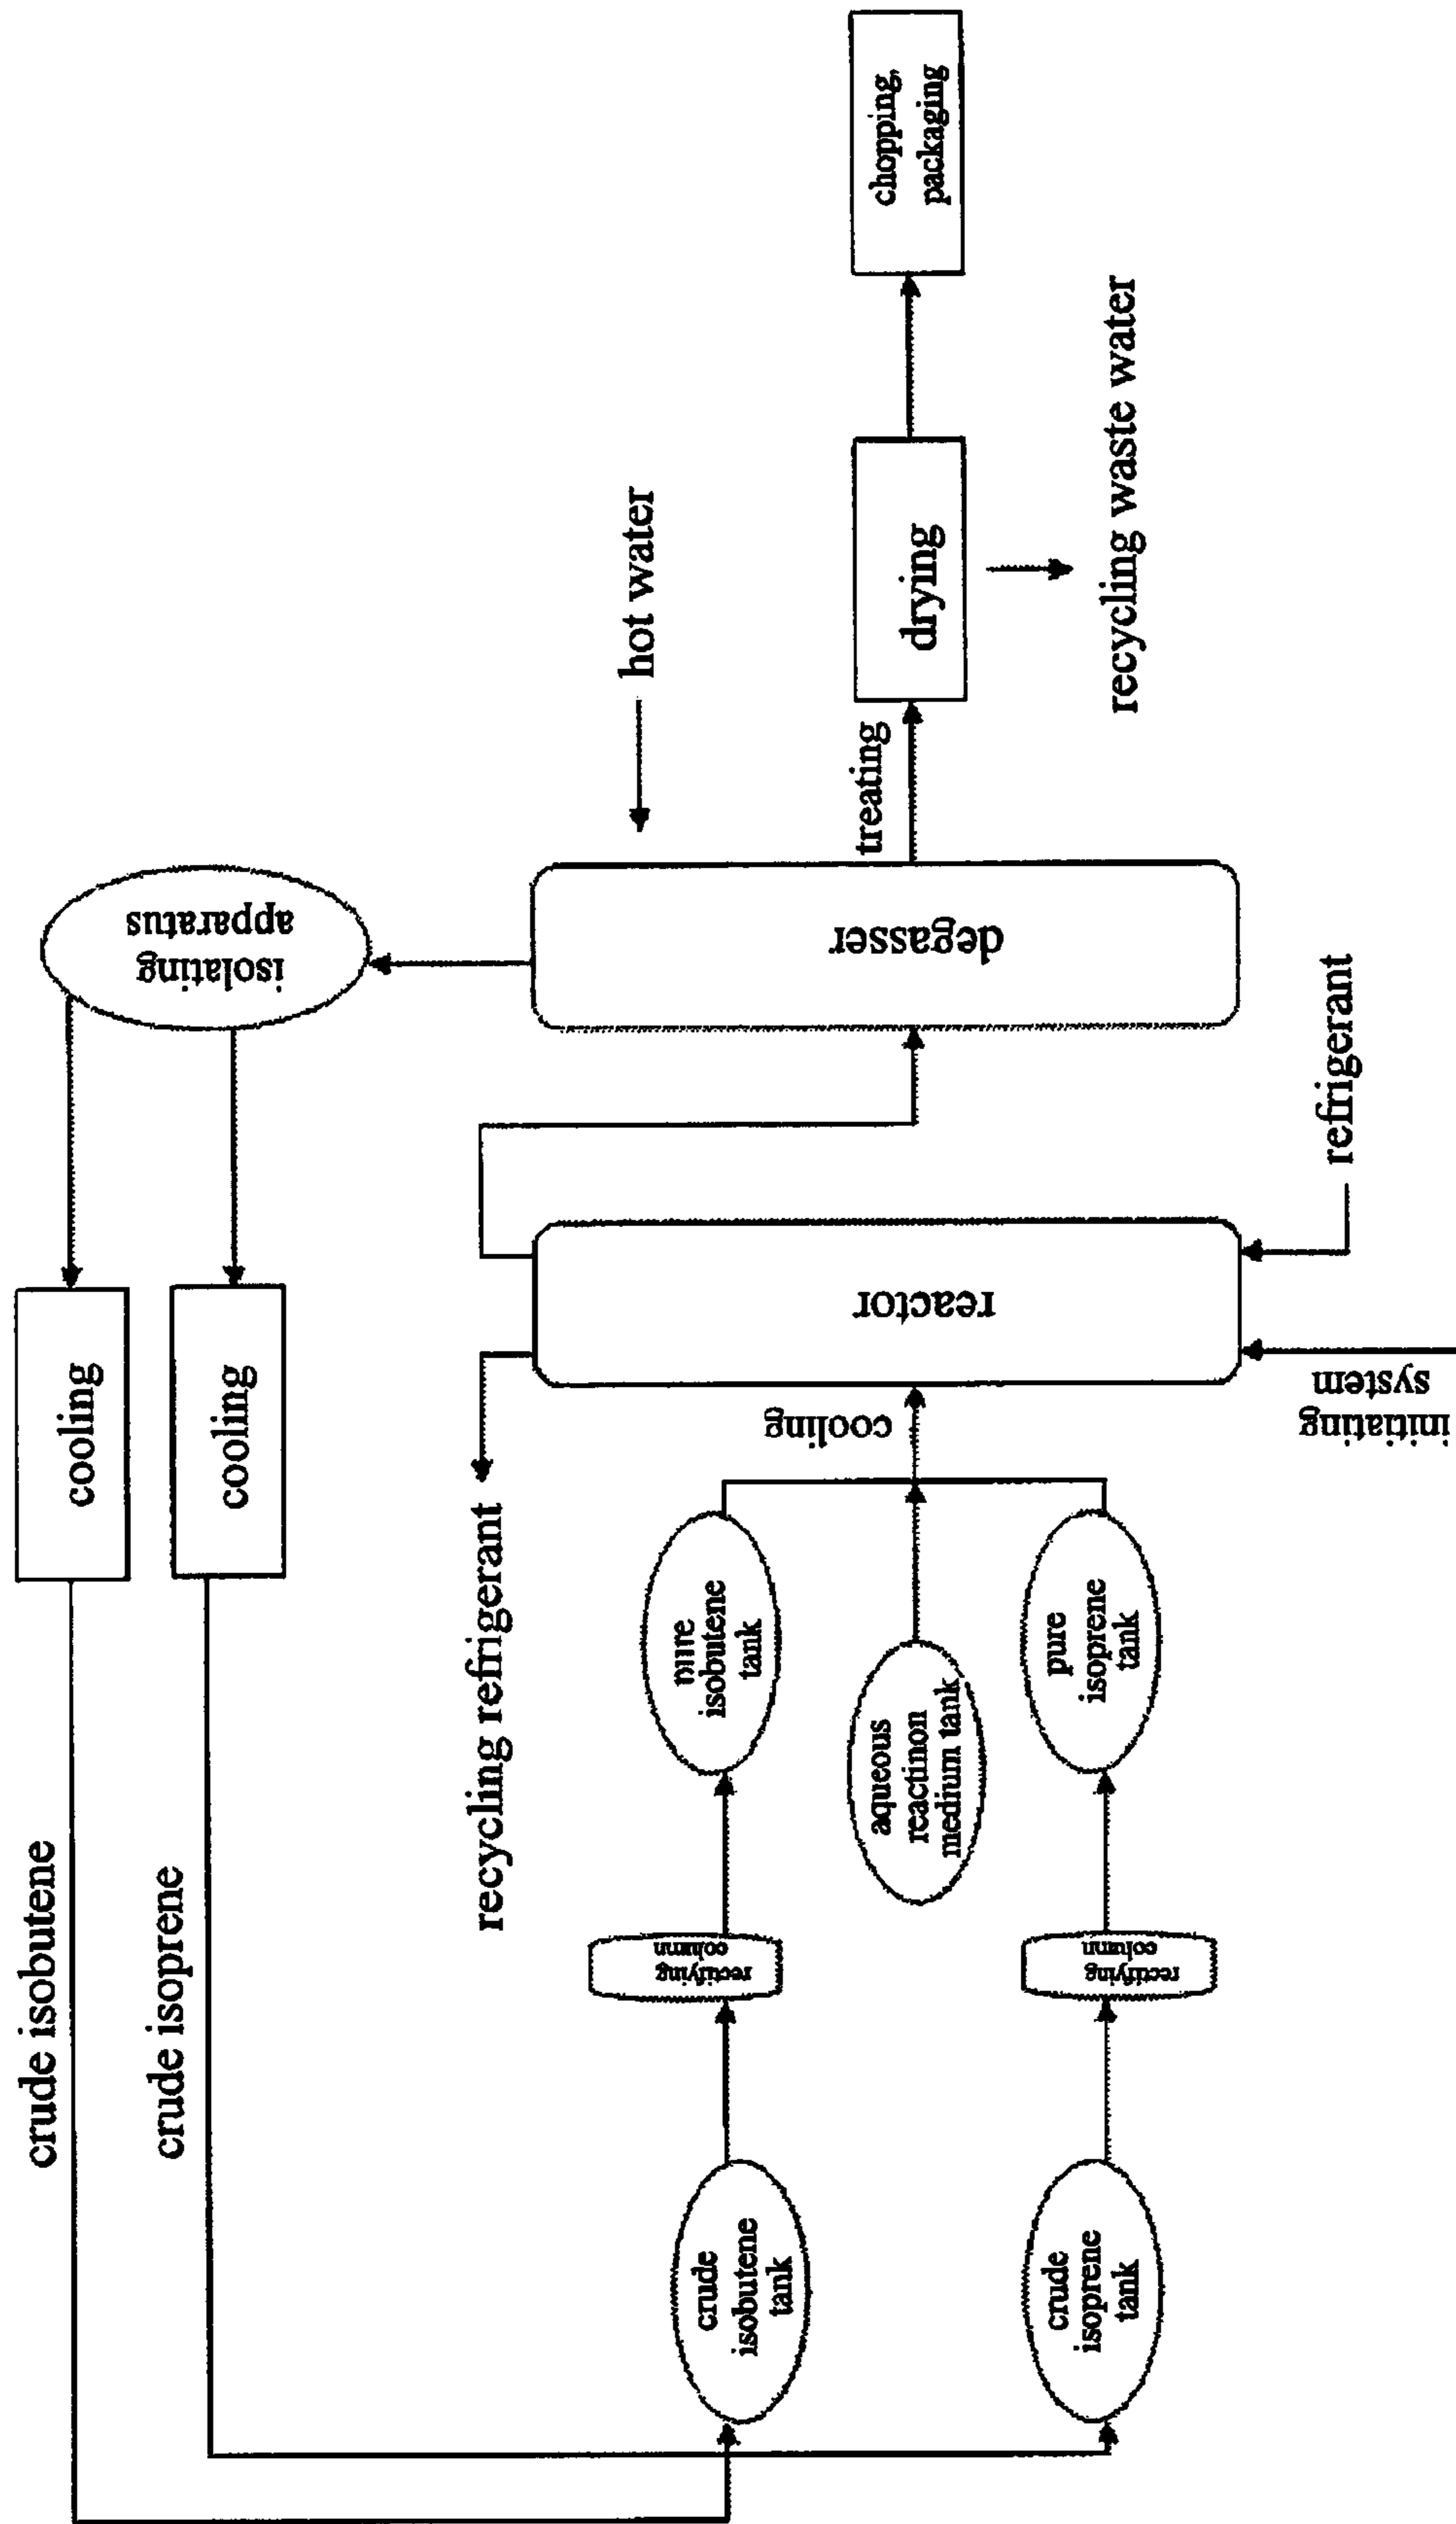 crude isobutene
cooling
crude isoprene
cooling
isolating
apparatus
recycling refrigerant
hot water
crude
isobutene
tank
rectifying
column
pure
isobutene
tank
cooling
reactor
degasser
treating
drying
chopping,
packaging
aqueous
reactinon
medium tank
crude
isoprene
tank
rectifying
column
pure
isoprene
tank
recycling waste water
initiating
system
refrigerant